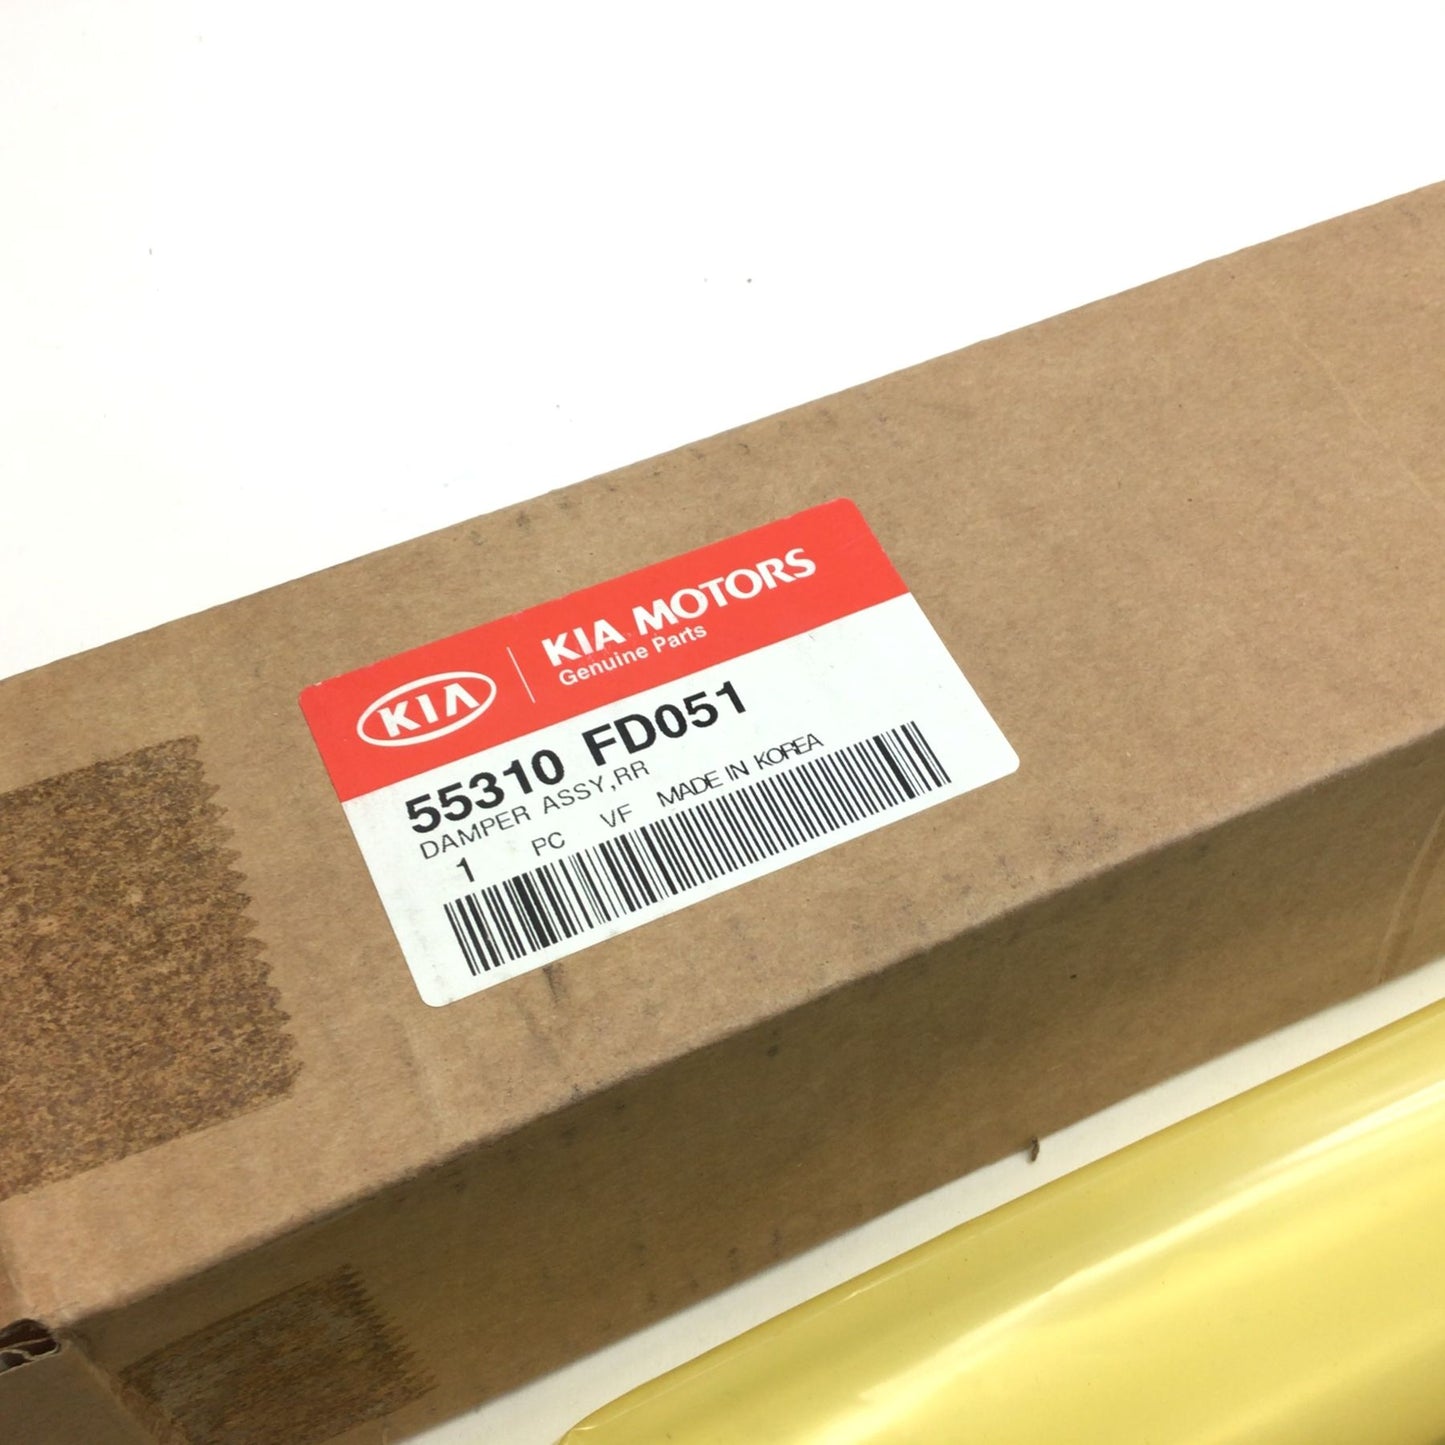 KIA
KIA MOTORS
Genuine Parts
55310 FD051
DAMPER ASSY,RR
1 PC VF MADE IN KOREA